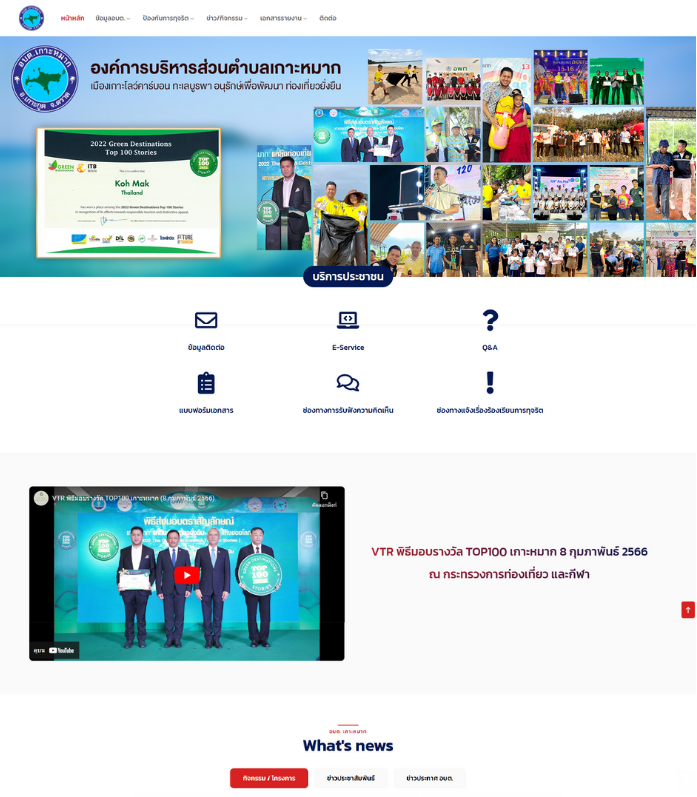 หน้าหลัก ข้อมูลอบต. ป้องกันการทุจริต ข่าว/กิจกรรม เอกสารรายงาน ติดต่อ
อบต.เกาะหมาก
อ.เกาะกูด จ.ตราด
องค์การบริหารส่วนตำบลเกาะหมาก
เมืองเกาะโลว์คาร์บอน ทะเลบูรพา อนุรักษ์เพื่อพัฒนา ท่องเที่ยวยั่งยืน
2022 Green Destinations
Top 100 Stories
GREEN
ITB
TOP
100
Koh Mak
Thailand
บริการประชาชน
ข้อมูลติดต่อ
E-Service
Q&A
แบบฟอร์มเอกสาร
ช่องทางการรับฟังความคิดเห็น
ช่องทางแจ้งเรื่องร้องเรียนการทุจริต
VTR พิธีมอบรางวัล TOP100 เกาะหมาก (8 กุมภาพันธ์ 2566)
คัดลอกลิงก์
TOP
100
ดูบน YouTube
VTR พิธีมอบรางวัล TOP100 เกาะหมาก 8 กุมภาพันธ์ 2566
ณ กระทรวงการท่องเที่ยว และกีฬา
อบต. เกาะหมาก
What's news
กิจกรรม / โครงการ
ข่าวประชาสัมพันธ์
ข่าวประกาศ อบต.